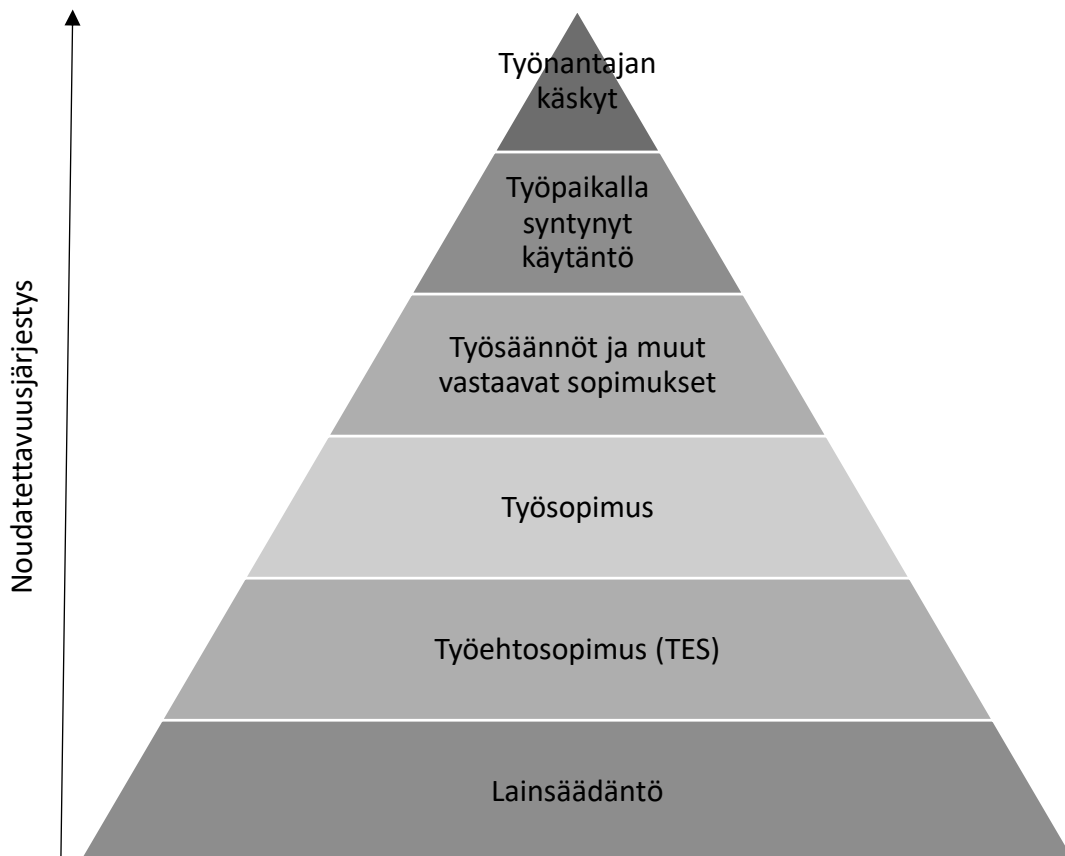 Työnantajan
käskyt
Työpaikalla
syntynyt
käytäntö
Työsäännöt ja muut
vastaavat sopimukset
Työsopimus
Työehtosopimus (TES)
Lainsäädäntö
Noudatettavuusjärjestys